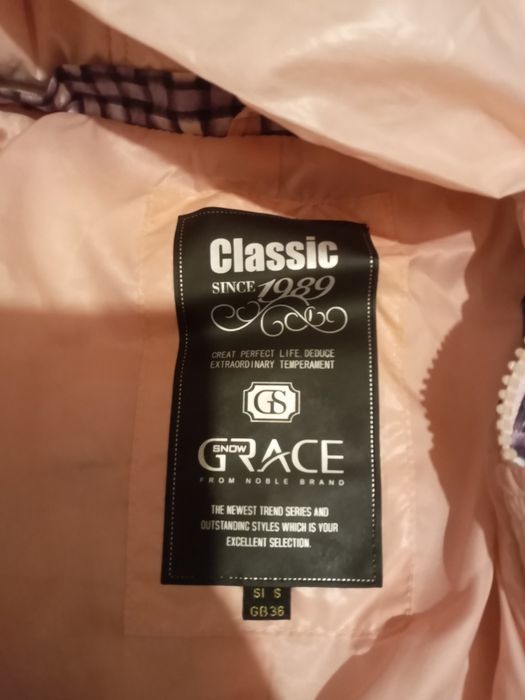 Classic
SINCE 1989
GREAT PERFECT LIFE DEDUCE
EXTRAORDINARY TEMPERAMENT
GS
SNOW
GRACE
FROM NOBLE BRAND
THE NEWEST TREND SERIES AND
OUTSTANDING STYLES WHICH IS YOUR
EXCELLENT SELECTION.
SI S
GB36